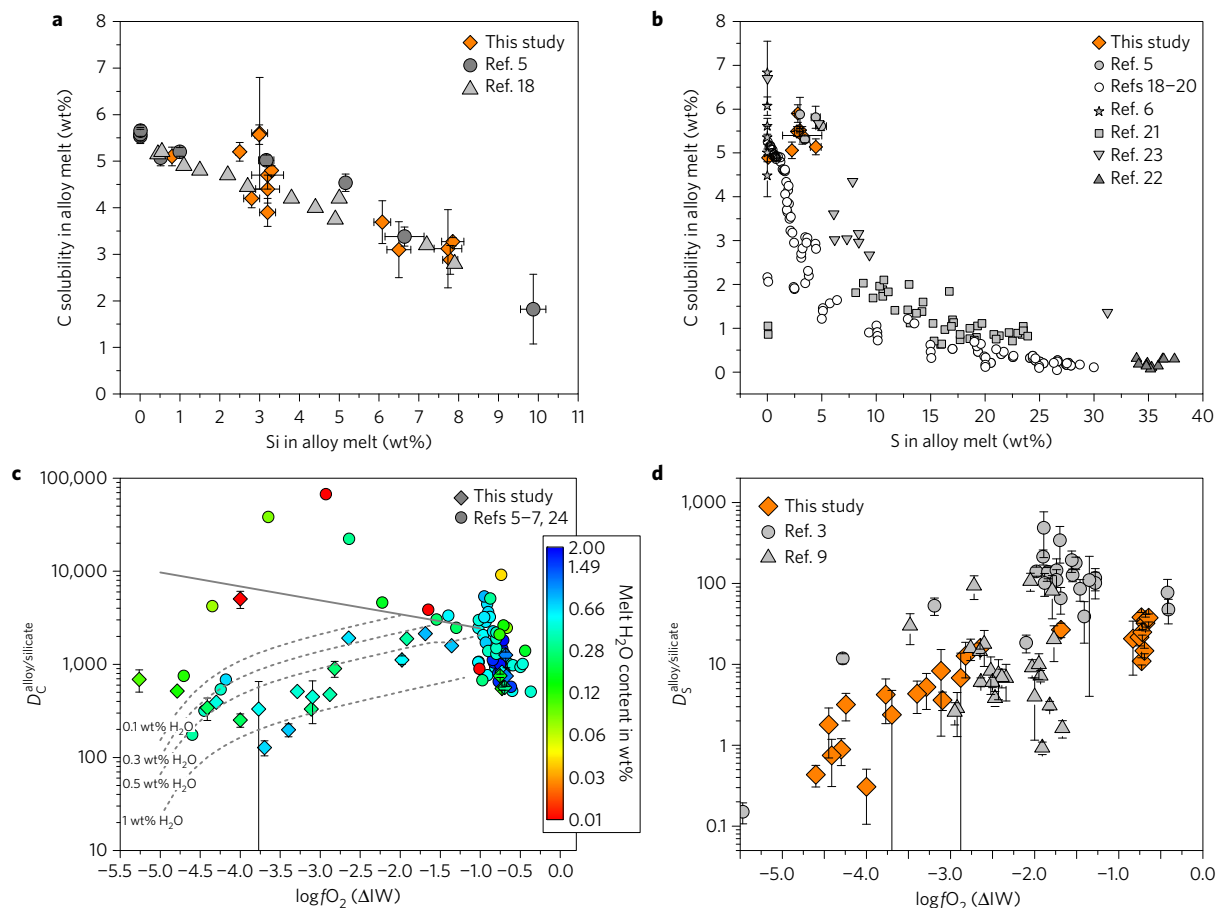 a
8
7
6
5
4
3
2
1
0
C solubility in alloy melt (wt%)
This study
Ref. 5
Ref. 18
0 1 2 3 4 5 6 7 8 9 10 11
Si in alloy melt (wt%)
b
8
7
6
5
4
3
2
1
0
C solubility in alloy melt (wt%)
This study
Ref. 5
Refs 18–20
Ref. 6
Ref. 21
Ref. 23
Ref. 22
0 5 10 15 20 25 30 35 40
S in alloy melt (wt%)
c
100,000
10,000
1,000
100
10
D_C^alloy/silicate
This study
Refs 5–7, 24
2.00
1.49
0.66
0.30
0.12
0.06
0.03
0.01
Melt H₂O content in wt%
0.1 wt% H₂O
0.3 wt% H₂O
0.5 wt% H₂O
1 wt% H₂O
−5.5 −5.0 −4.5 −4.0 −3.5 −3.0 −2.5 −2.0 −1.5 −1.0 −0.5 0.0
logfO₂ (ΔIW)
d
1,000
100
10
1
0.1
D_S^alloy/silicate
This study
Ref. 3
Ref. 9
−5.0 −4.0 −3.0 −2.0 −1.0 0.0
logfO₂ (ΔIW)